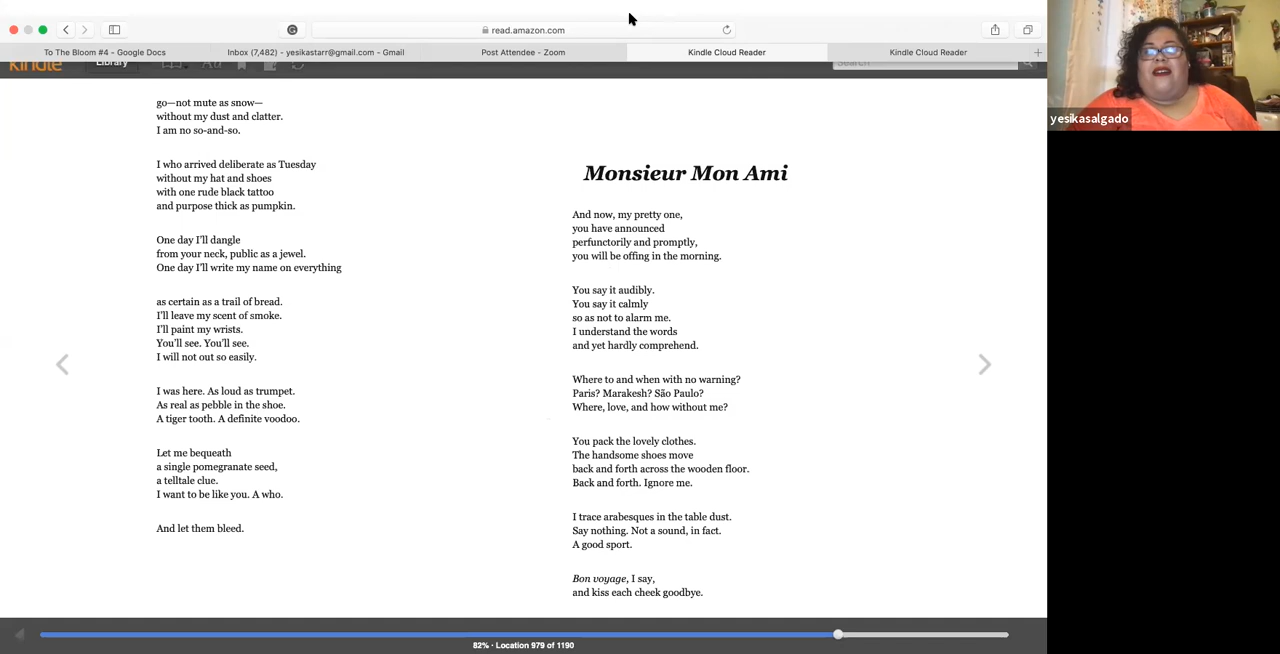 read.amazon.com
To The Bloom #4 - Google Docs
Inbox (7,482) - yesikastarr@gmail.com - Gmail
Post Attendee - Zoom
Kindle Cloud Reader
Kindle Cloud Reader
kindle
Library
Search
yesikasalgado
go—not mute as snow—
without my dust and clatter.
I am no so-and-so.
I who arrived deliberate as Tuesday
without my hat and shoes
with one rude black tattoo
and purpose thick as pumpkin.
One day I'll dangle
from your neck, public as a jewel.
One day I'll write my name on everything
as certain as a trail of bread.
I'll leave my scent of smoke.
I'll paint my wrists.
You'll see. You'll see.
I will not out so easily.
I was here. As loud as trumpet.
As real as pebble in the shoe.
A tiger tooth. A definite voodoo.
Let me bequeath
a single pomegranate seed,
a telltale clue.
I want to be like you. A who.
And let them bleed.
Monsieur Mon Ami
And now, my pretty one,
you have announced
perfunctorily and promptly,
you will be offing in the morning.
You say it audibly.
You say it calmly
so as not to alarm me.
I understand the words
and yet hardly comprehend.
Where to and when with no warning?
Paris? Marakesh? São Paulo?
Where, love, and how without me?
You pack the lovely clothes.
The handsome shoes move
back and forth across the wooden floor.
Back and forth. Ignore me.
I trace arabesques in the table dust.
Say nothing. Not a sound, in fact.
A good sport.
Bon voyage, I say,
and kiss each cheek goodbye.
82% · Location 979 of 1190